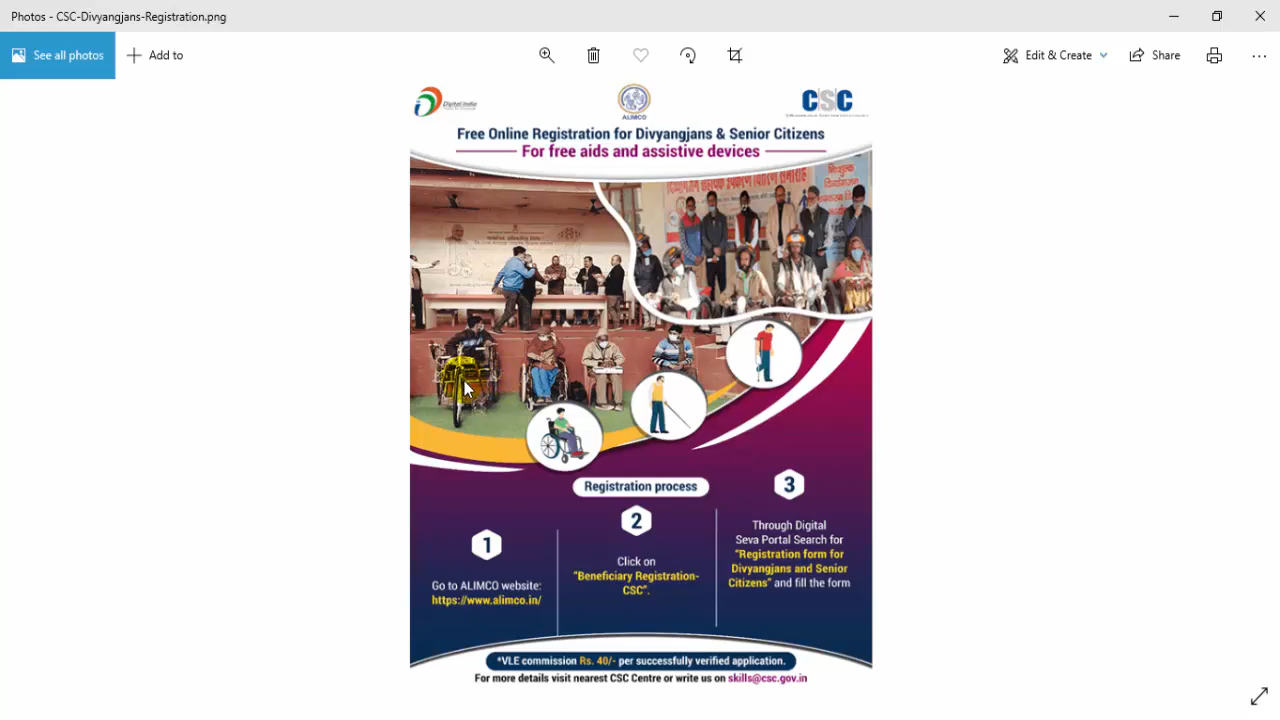 Photos - CSC-Divyangjans-Registration.png
See all photos
Add to
Edit & Create
Share
Digital India
ALIMCO
CSC
Free Online Registration for Divyangjans & Senior Citizens
For free aids and assistive devices
Registration process
1
Go to ALIMCO website:
https://www.alimco.in/
2
Click on
"Beneficiary Registration-
CSC".
3
Through Digital
Seva Portal Search for
"Registration form for
Divyangjans and Senior
Citizens" and fill the form
*VLE commission Rs. 40/- per successfully verified application.
For more details visit nearest CSC Centre or write us on skills@csc.gov.in